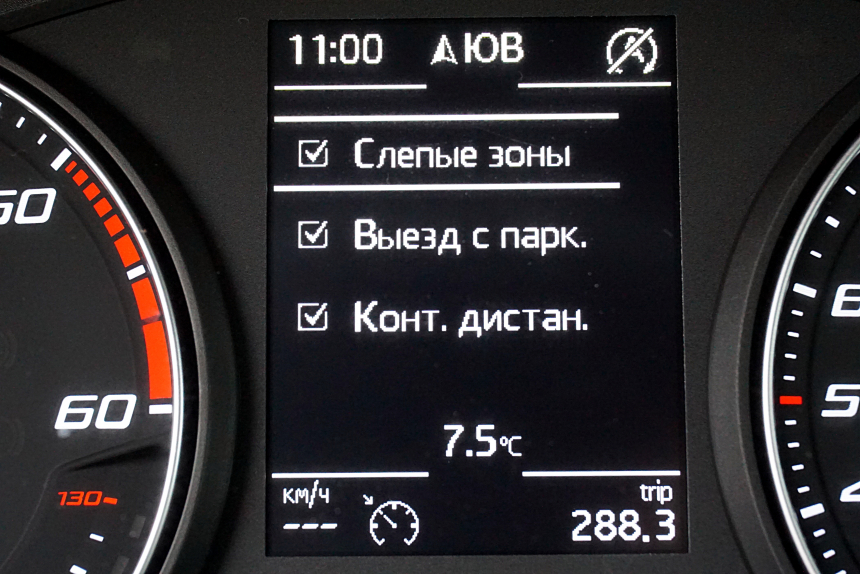 11:00 ЮВ
Слепые зоны
Выезд с парк.
Конт. дистан.
7.5°C
км/ч trip
--- 288.3
60
130